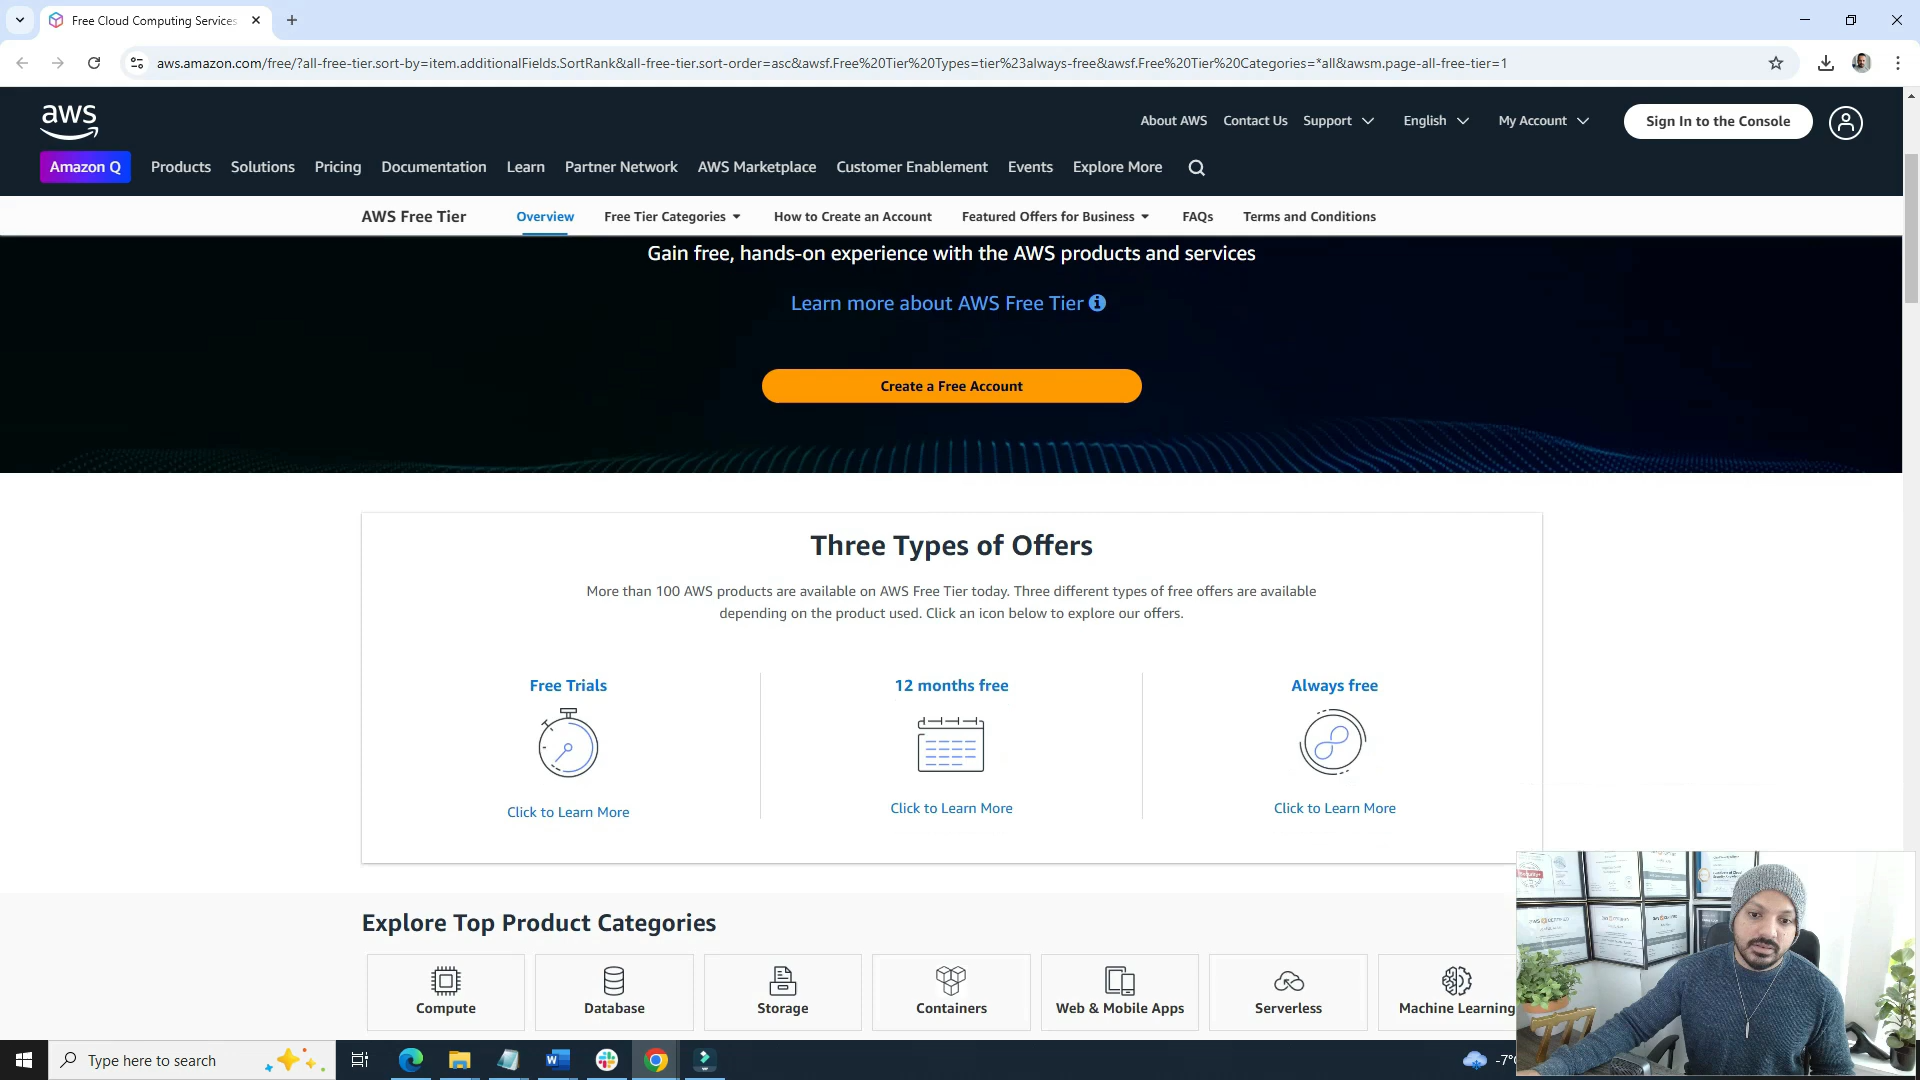 Free Cloud Computing Services
aws.amazon.com/free/?all-free-tier.sort-by=item.additionalFields.SortRank&all-free-tier.sort-order=asc&awsf.Free%20Tier%20Types=tier%23always-free&awsf.Free%20Tier%20Categories=*all&awsm.page-all-free-tier=1
aws
About AWS Contact Us Support English My Account Sign In to the Console
Amazon Q Products Solutions Pricing Documentation Learn Partner Network AWS Marketplace Customer Enablement Events Explore More
AWS Free Tier Overview Free Tier Categories How to Create an Account Featured Offers for Business FAQs Terms and Conditions
Gain free, hands-on experience with the AWS products and services
Learn more about AWS Free Tier
Create a Free Account
Three Types of Offers
More than 100 AWS products are available on AWS Free Tier today. Three different types of free offers are available
depending on the product used. Click an icon below to explore our offers.
Free Trials 12 months free Always free
Click to Learn More Click to Learn More Click to Learn More
Explore Top Product Categories
Compute Database Storage Containers Web & Mobile Apps Serverless Machine Learning
Type here to search
-7°